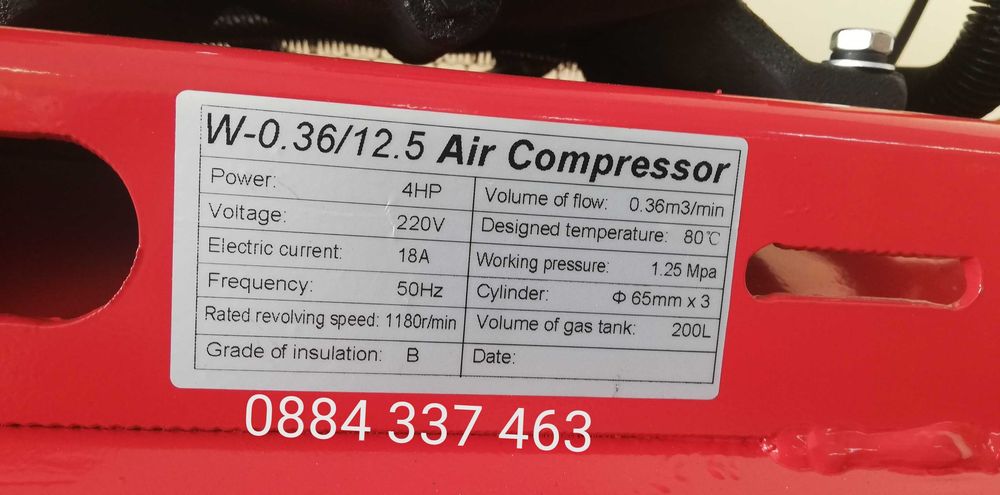 W-0.36/12.5 Air Compressor
Power: 4HP
Volume of flow: 0.36m3/min
Voltage: 220V
Designed temperature: 80℃
Electric current: 18A
Working pressure: 1.25 Mpa
Frequency: 50Hz
Cylinder: Φ 65mm x 3
Rated revolving speed: 1180r/min
Volume of gas tank: 200L
Grade of insulation: B
Date:
0884 337 463